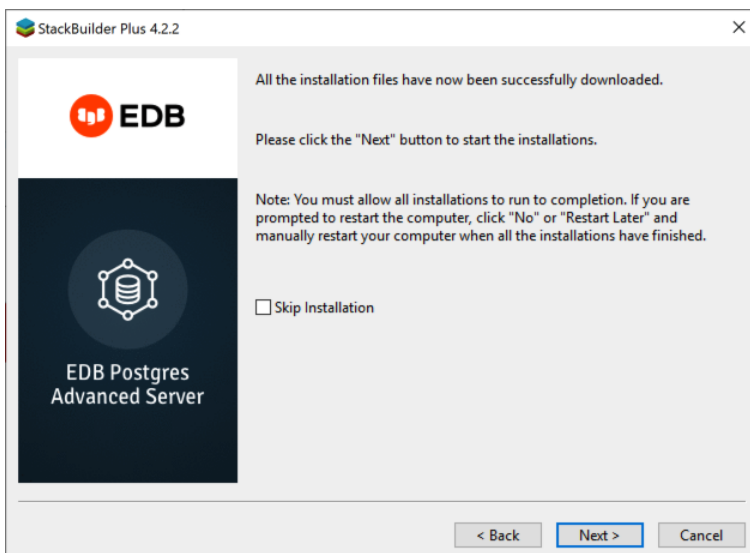 StackBuilder Plus 4.2.2
EDB
EDB Postgres
Advanced Server
All the installation files have now been successfully downloaded.
Please click the "Next" button to start the installations.
Note: You must allow all installations to run to completion. If you are
prompted to restart the computer, click "No" or "Restart Later" and
manually restart your computer when all the installations have finished.
Skip Installation
< Back
Next >
Cancel